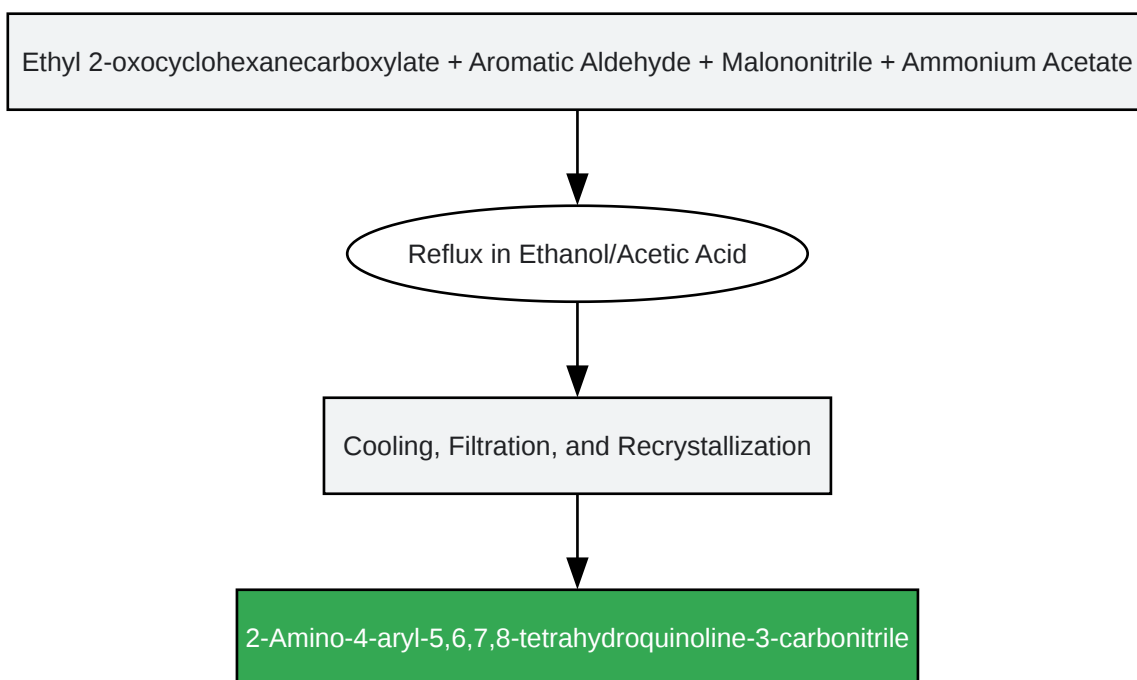 Ethyl 2-oxocyclohexanecarboxylate + Aromatic Aldehyde + Malononitrile + Ammonium Acetate
Reflux in Ethanol/Acetic Acid
Cooling, Filtration, and Recrystallization
2-Amino-4-aryl-5,6,7,8-tetrahydroquinoline-3-carbonitrile